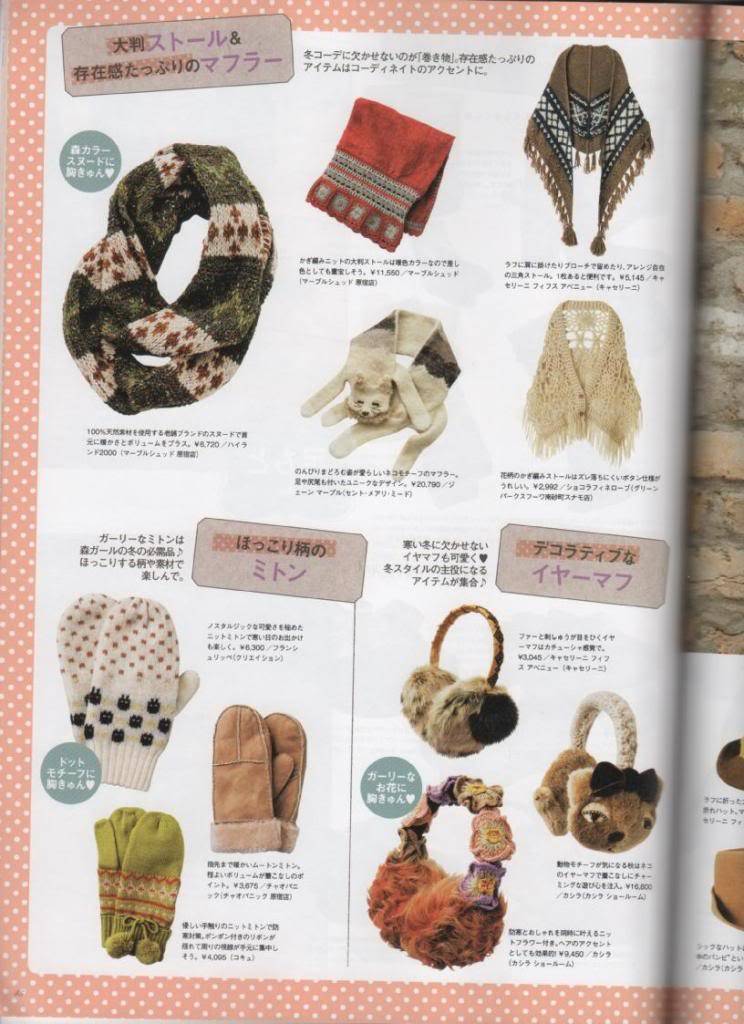 大判ストール&
存在感たっぷりのマフラー
冬コーデに欠かせないのが「巻き物」。存在感たっぷりの
アイテムはコーディネイトのアクセントに。
森カラー
スヌードに
胸きゅん♥
かぎ編みニットの大判ストールは暖色カラーなので差し
色としても重宝しそう。¥11,550/マーブルシュッド
(マーブルシュッド 原宿店)
ラフに肩に掛けたりブローチで留めたり、アレンジ自在
の三角ストール。1枚あると便利です。¥5,145/キャ
セリーニ フィフス アベニュー(キャセリーニ)
100%天然素材を使用する老舗ブランドのスヌードで首
元に暖かさとボリュームをプラス。¥8,720/ハイラ
ンド2000(マーブルシュッド 原宿店)
のんびりまどろむ姿が愛らしいネコモチーフのマフラー。
足や尻尾も付いたユニークなデザイン。¥20,790/ジ
ェーン マーブル(セント・メアリ・ミード)
花柄のかぎ編みストールはズレ落ちにくいボタン仕様が
うれしい。¥2,992/ショコラフィネローブ(グリーン
パークスフーヴ南砂町スナモ店)
ガーリーなミトンは
森ガールの冬の必需品♪
ほっこりする柄や素材で
楽しんで。
ほっこり柄の
ミトン
寒い冬に欠かせない
イヤーマフも可愛く♥
冬スタイルの主役になる
アイテムが集合♪
デコラティブな
イヤーマフ
ノスタルジックな可愛さを極めた
ニットミトンで寒い日のお出かけ
も楽しく。¥6,300/フランシ
ュリッペ(クリエイション)
ファーと刺しゅうが目をひくイヤ
ーマフはカチューシャ感覚で。
¥3,045/キャセリーニ フィフ
ス アベニュー(キャセリーニ)
ドット
モチーフに
胸きゅん♥
ガーリーな
お花に
胸きゅん♥
指先まで暖かいムートンミトン。
程よいボリュームが着こなしのポ
イント。¥3,675/チャオパニ
ック(チャオパニック 原宿店)
動物モチーフが気になる秋はネコ
のイヤーマフで着こなしにチャー
ミングな遊び心を注入。¥16,800
/カシラ(カシラ ショールーム)
優しい手触りのニットミトンで防
寒対策。ポンポン付きのリボンが
揺れて周りの視線が手元に集中し
そう。¥4,095(コキュ)
防寒とおしゃれを同時に叶えるニッ
トフラワー付き。ヘアのアクセント
としても効果的!¥9,450/カシラ
(カシラ ショールーム)
ラフに折った
セリーニ フィ
シックなハット
/カシラ(カシラ